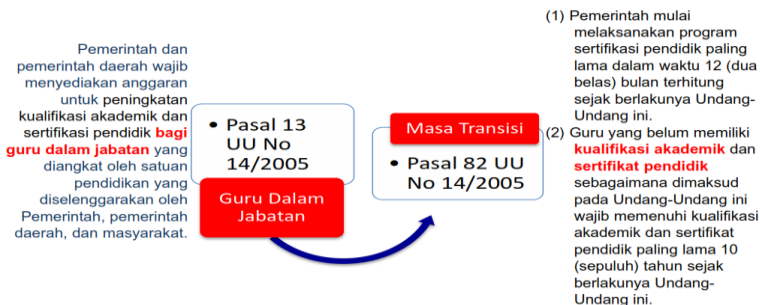 Pemerintah dan
pemerintah daerah wajib
menyediakan anggaran
untuk peningkatan
kualifikasi akademik dan
sertifikasi pendidik bagi
guru dalam jabatan yang
diangkat oleh satuan
pendidikan yang
diselenggarakan oleh
Pemerintah, pemerintah
daerah, dan masyarakat.
• Pasal 13
UU No
14/2005
Guru Dalam
Jabatan
Masa Transisi
• Pasal 82 UU
No 14/2005
(1) Pemerintah mulai
melaksanakan program
sertifikasi pendidik paling
lama dalam waktu 12 (dua
belas) bulan terhitung
sejak berlakunya Undang-
Undang ini.
(2) Guru yang belum memiliki
kualifikasi akademik dan
sertifikat pendidik
sebagaimana dimaksud
pada Undang-Undang ini
wajib memenuhi kualifikasi
akademik dan sertifikat
pendidik paling lama 10
(sepuluh) tahun sejak
berlakunya Undang-
Undang ini.